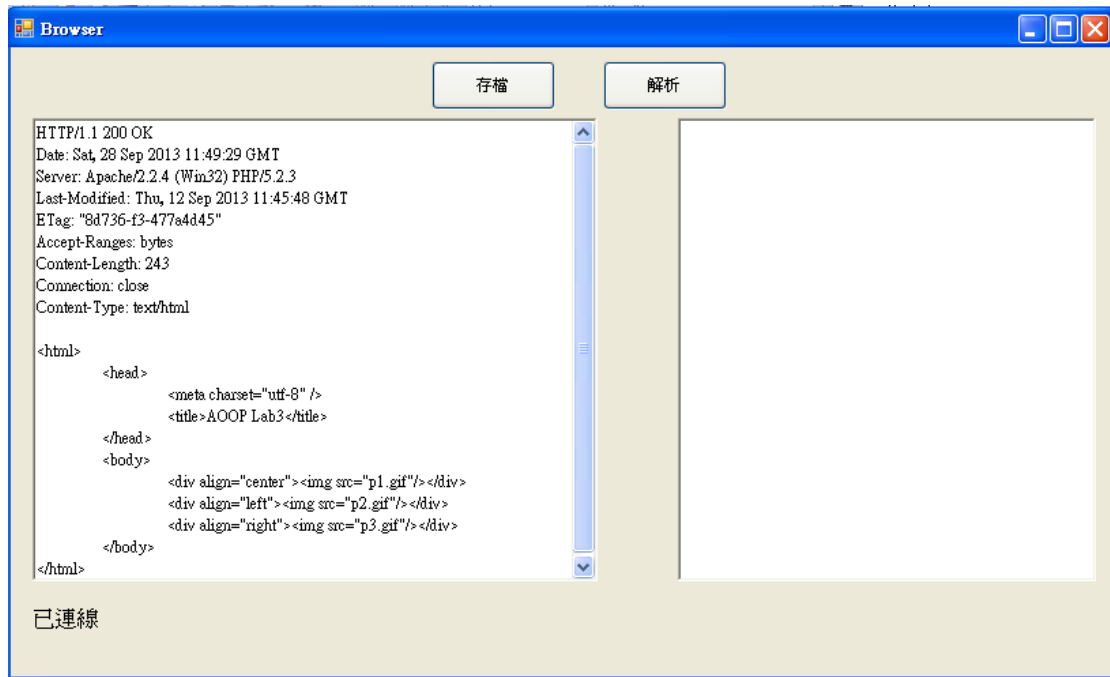 Browser
存檔 解析
HTTP/1.1 200 OK
Date: Sat, 28 Sep 2013 11:49:29 GMT
Server: Apache/2.2.4 (Win32) PHP/5.2.3
Last-Modified: Thu, 12 Sep 2013 11:45:48 GMT
ETag: "8d736-f3-477a4d45"
Accept-Ranges: bytes
Content-Length: 243
Connection: close
Content-Type: text/html
<html>
<head>
<meta charset="utf-8" />
<title>AOOP Lab3</title>
</head>
<body>
<div align="center"><img src="p1.gif"/></div>
<div align="left"><img src="p2.gif"/></div>
<div align="right"><img src="p3.gif"/></div>
</body>
</html>
已連線